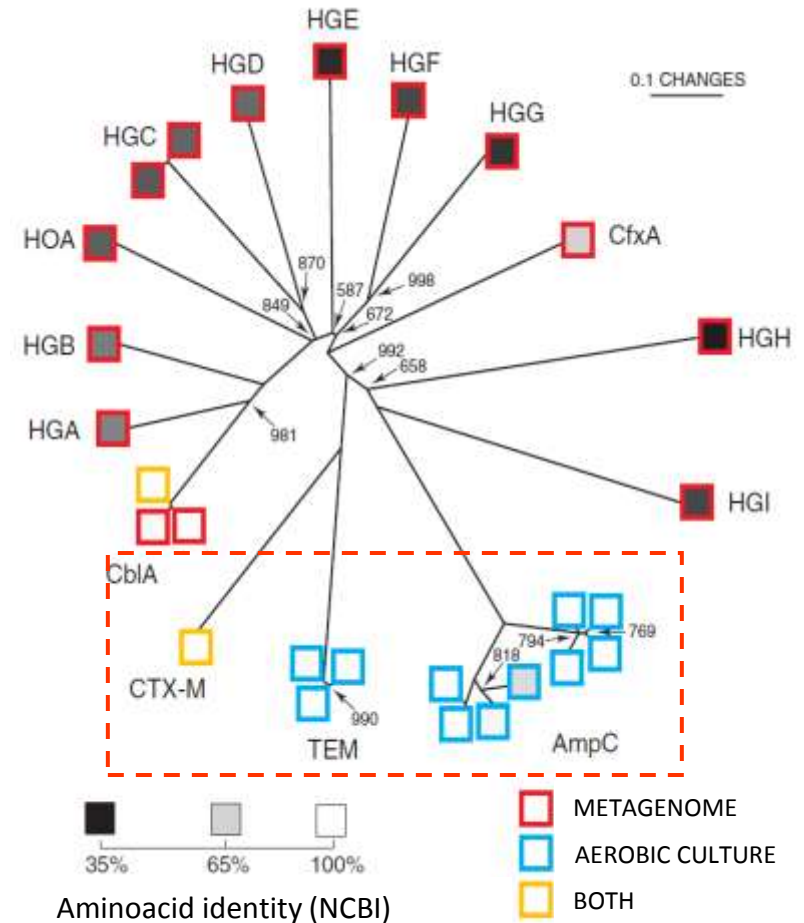 HGE
HGD
HGF
0.1 CHANGES
HGC
HGG
HOA
CfxA
870
587
998
849
672
HGB
992
HGH
658
HGA
981
HGI
CblA
794
769
818
CTX-M
990
TEM
AmpC
35% 65% 100%
Aminoacid identity (NCBI)
METAGENOME
AEROBIC CULTURE
BOTH